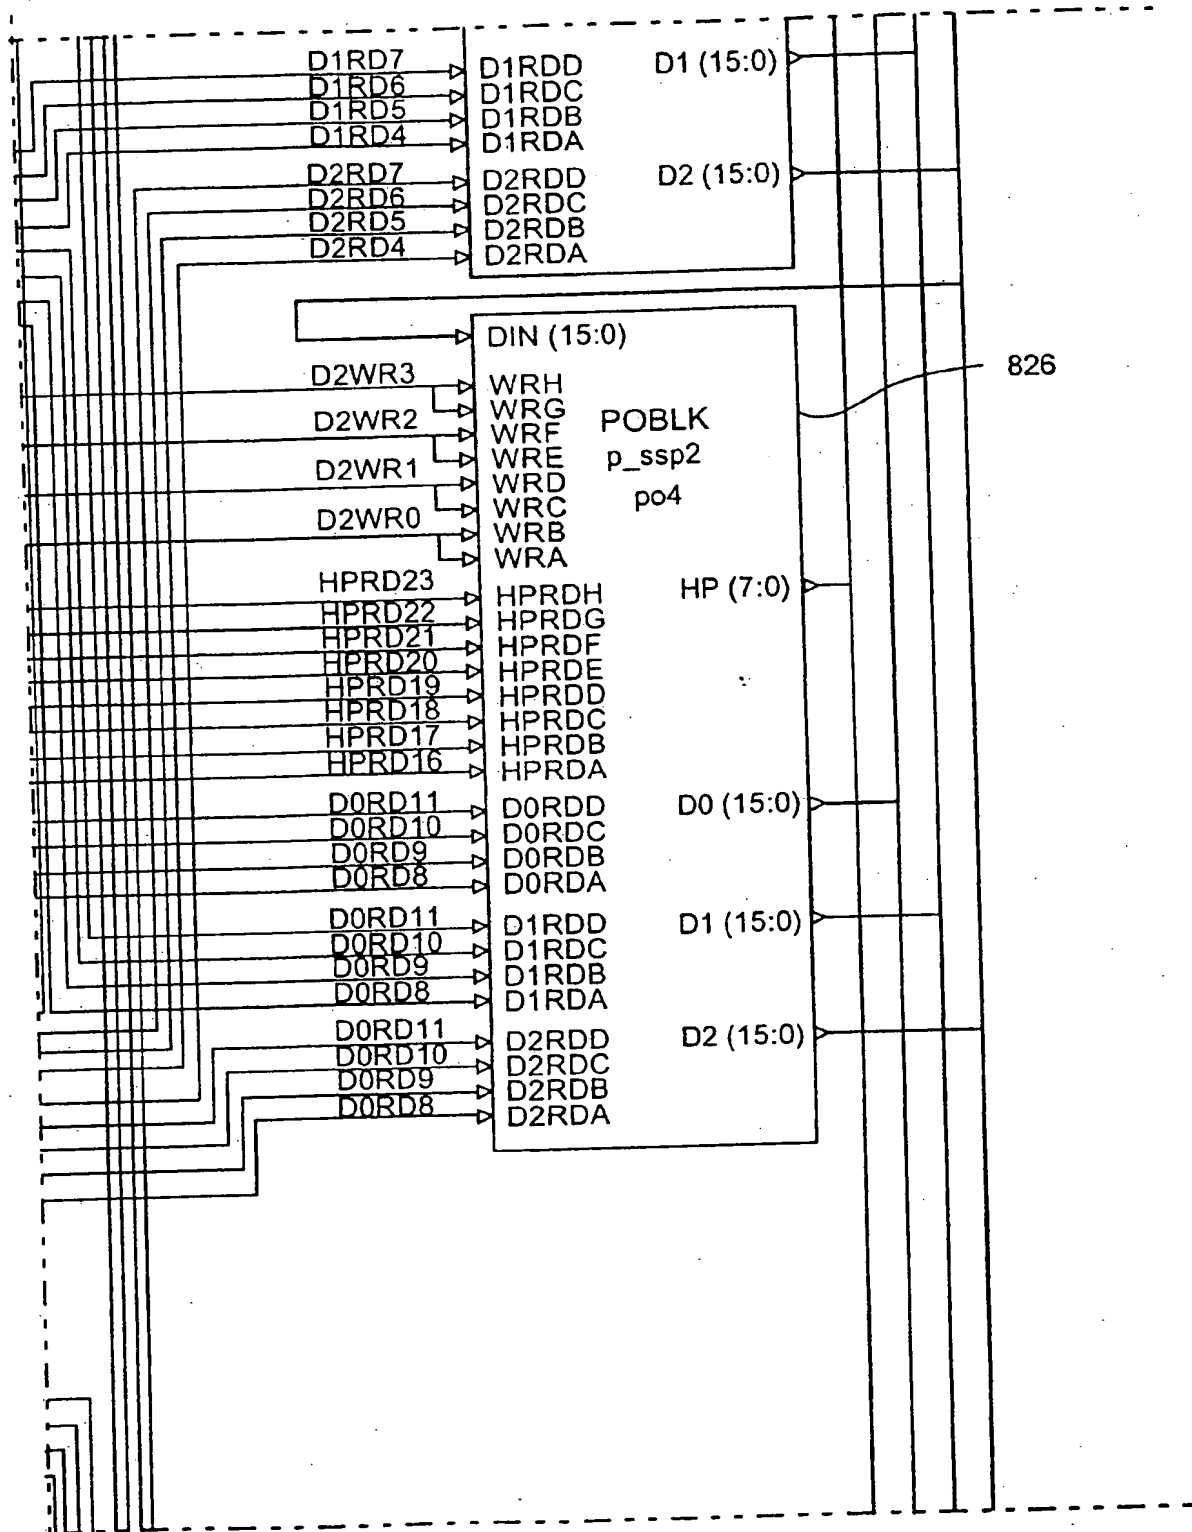 D1RD7 D1RDD D1 (15:0)
D1RD6 D1RDC
D1RD5 D1RDB
D1RD4 D1RDA
D2RD7 D2RDD D2 (15:0)
D2RD6 D2RDC
D2RD5 D2RDB
D2RD4 D2RDA
DIN (15:0)
826
D2WR3 WRH
WRG POBLK
D2WR2 WRF
WRE p_ssp2
D2WR1 WRD
WRC po4
D2WR0 WRB
WRA
HPRD23 HPRDH HP (7:0)
HPRD22 HPRDG
HPRD21 HPRDF
HPRD20 HPRDE
HPRD19 HPRDD
HPRD18 HPRDC
HPRD17 HPRDB
HPRD16 HPRDA
D0RD11 D0RDD D0 (15:0)
D0RD10 D0RDC
D0RD9 D0RDB
D0RD8 D0RDA
D0RD11 D1RDD D1 (15:0)
D0RD10 D1RDC
D0RD9 D1RDB
D0RD8 D1RDA
D0RD11 D2RDD D2 (15:0)
D0RD10 D2RDC
D0RD9 D2RDB
D0RD8 D2RDA